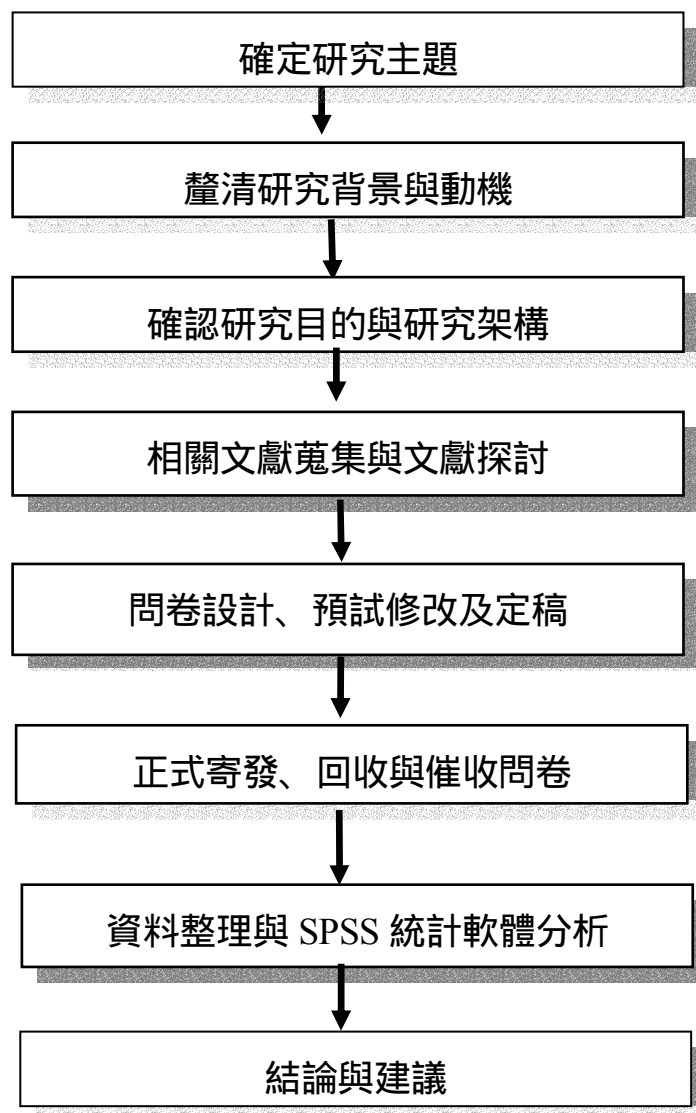 確定研究主題
釐清研究背景與動機
確認研究目的與研究架構
相關文獻蒐集與文獻探討
問卷設計、預試修改及定稿
正式寄發、回收與催收問卷
資料整理與 SPSS 統計軟體分析
結論與建議